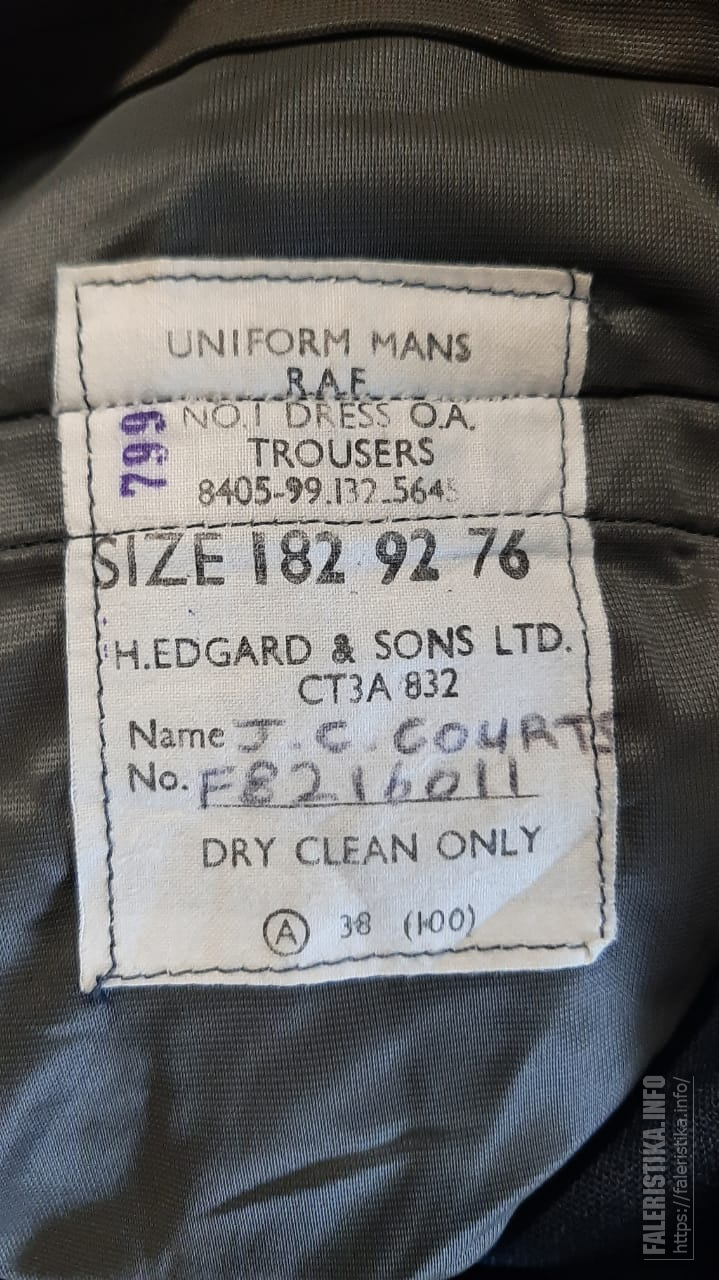 UNIFORM MANS
R.A.F.
NO.1 DRESS O.A.
TROUSERS
8405-99.132-5645
799
SIZE 182 92 76
H.EDGARD & SONS LTD.
CT3A 832
Name J.C. COURTS
No. F8216011
DRY CLEAN ONLY
A 38 (100)
FALERISTIKA.INFO
https://faleristika.info/